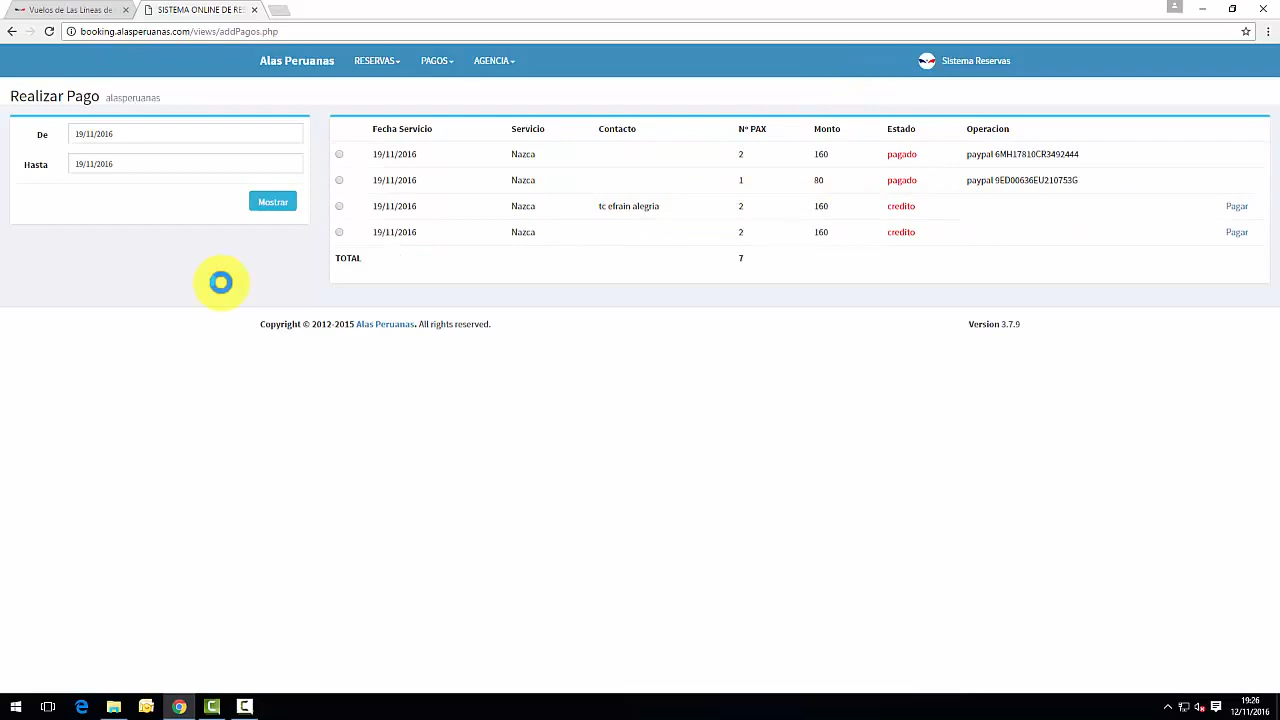 Vuelos de Las Líneas de
SISTEMA ONLINE DE RES
booking.alasperuanas.com/views/addPagos.php
Alas Peruanas RESERVAS PAGOS AGENCIA Sistema Reservas
Realizar Pago alasperuanas
De 19/11/2016
Hasta 19/11/2016
Mostrar
Fecha Servicio Servicio Contacto Nº PAX Monto Estado Operacion
19/11/2016 Nazca 2 160 pagado paypal 6MH17810CR3492444
19/11/2016 Nazca 1 80 pagado paypal 9ED00636EU210753G
19/11/2016 Nazca tc efrain alegria 2 160 credito Pagar
19/11/2016 Nazca 2 160 credito Pagar
TOTAL 7
Copyright © 2012-2015 Alas Peruanas. All rights reserved. Version 3.7.9
19:26
12/11/2016